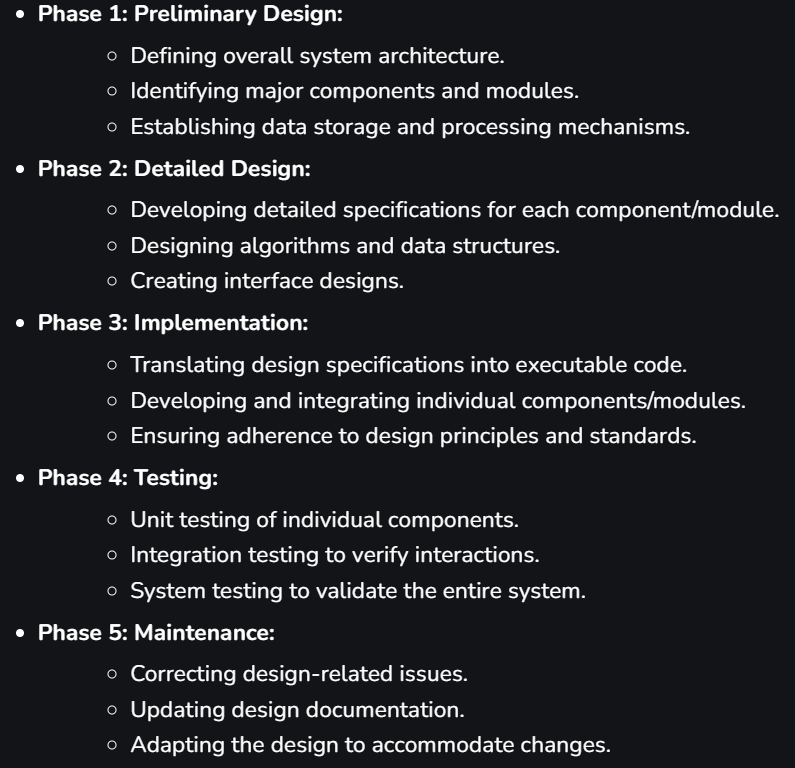 • Phase 1: Preliminary Design:
○ Defining overall system architecture.
○ Identifying major components and modules.
○ Establishing data storage and processing mechanisms.
• Phase 2: Detailed Design:
○ Developing detailed specifications for each component/module.
○ Designing algorithms and data structures.
○ Creating interface designs.
• Phase 3: Implementation:
○ Translating design specifications into executable code.
○ Developing and integrating individual components/modules.
○ Ensuring adherence to design principles and standards.
• Phase 4: Testing:
○ Unit testing of individual components.
○ Integration testing to verify interactions.
○ System testing to validate the entire system.
• Phase 5: Maintenance:
○ Correcting design-related issues.
○ Updating design documentation.
○ Adapting the design to accommodate changes.